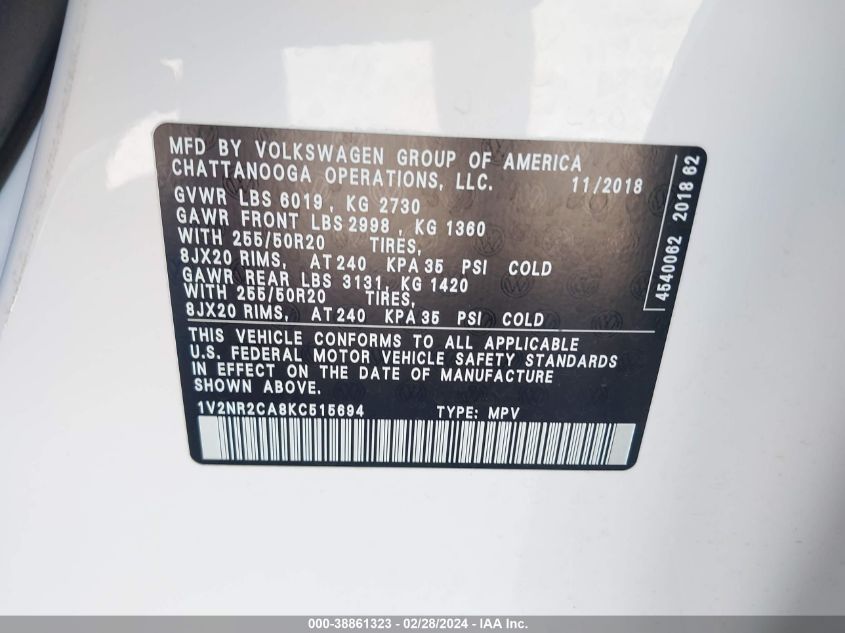 MFD BY VOLKSWAGEN GROUP OF AMERICA
CHATTANOOGA OPERATIONS, LLC. 11/2018
GVWR LBS 6019, KG 2730
GAWR FRONT LBS 2998, KG 1360
WITH 255/50R20 TIRES,
8JX20 RIMS, AT 240 KPA 35 PSI COLD
GAWR REAR LBS 3131, KG 1420
WITH 255/50R20 TIRES,
8JX20 RIMS, AT 240 KPA 35 PSI COLD
THIS VEHICLE CONFORMS TO ALL APPLICABLE
U.S. FEDERAL MOTOR VEHICLE SAFETY STANDARDS
IN EFFECT ON THE DATE OF MANUFACTURE
SHOWN ABOVE.
1V2NR2CA8KC515694 TYPE: MPV
4540062 2018 62
000-38861323 - 02/28/2024 - IAA Inc.